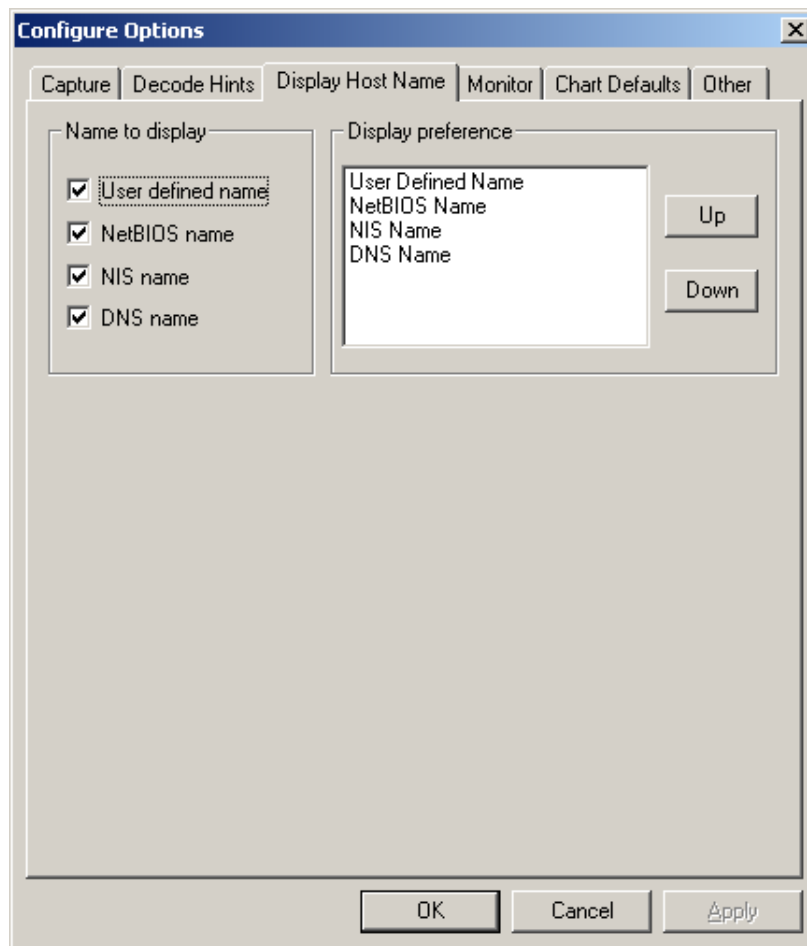 Configure Options
Capture
Decode Hints
Display Host Name
Monitor
Chart Defaults
Other
Name to display
User defined name
NetBIOS name
NIS name
DNS name
Display preference
User Defined Name
NetBIOS Name
NIS Name
DNS Name
Up
Down
OK
Cancel
Apply